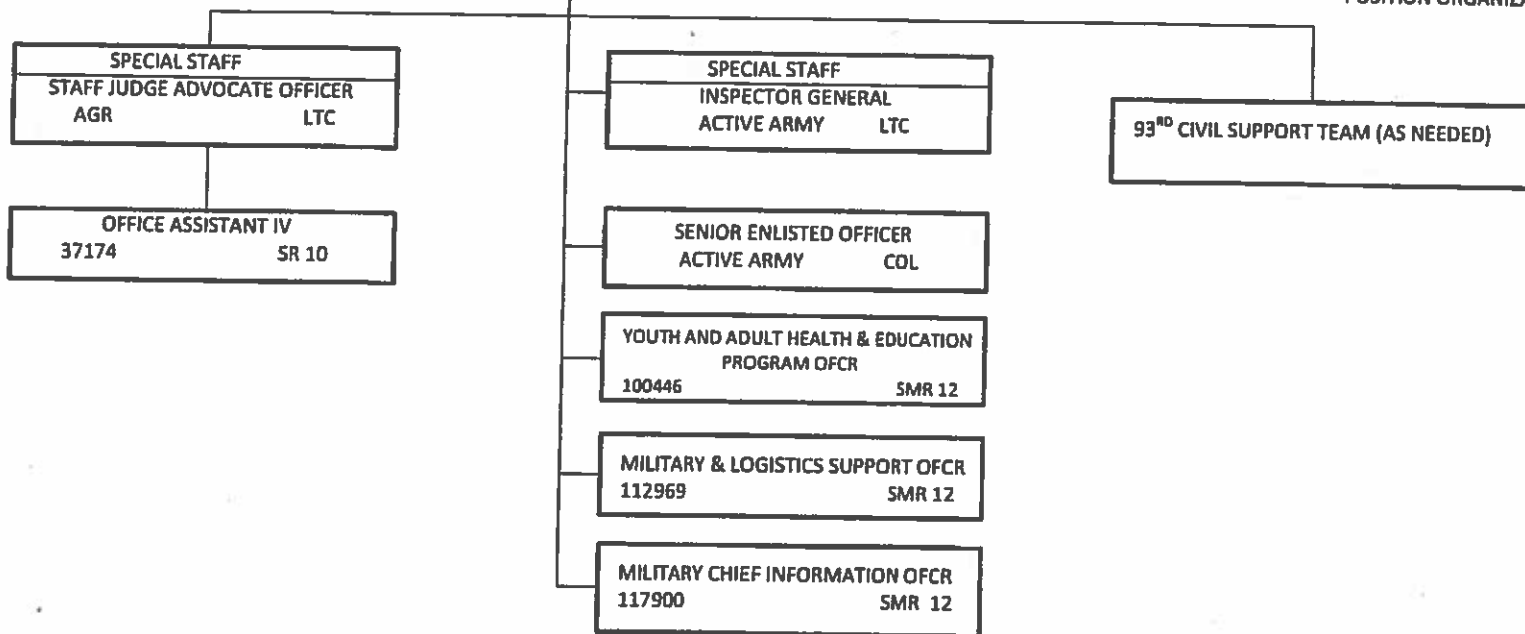 SPECIAL STAFF
STAFF JUDGE ADVOCATE OFFICER
AGR LTC
OFFICE ASSISTANT IV
37174 SR 10
SPECIAL STAFF
INSPECTOR GENERAL
ACTIVE ARMY LTC
SENIOR ENLISTED OFFICER
ACTIVE ARMY COL
YOUTH AND ADULT HEALTH & EDUCATION
PROGRAM OFCR
100446 SMR 12
MILITARY & LOGISTICS SUPPORT OFCR
112969 SMR 12
MILITARY CHIEF INFORMATION OFCR
117900 SMR 12
93RD CIVIL SUPPORT TEAM (AS NEEDED)